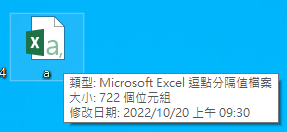 4
a,
a
類型: Microsoft Excel 逗點分隔值檔案
大小: 722 個位元組
修改日期: 2022/10/20 上午 09:30